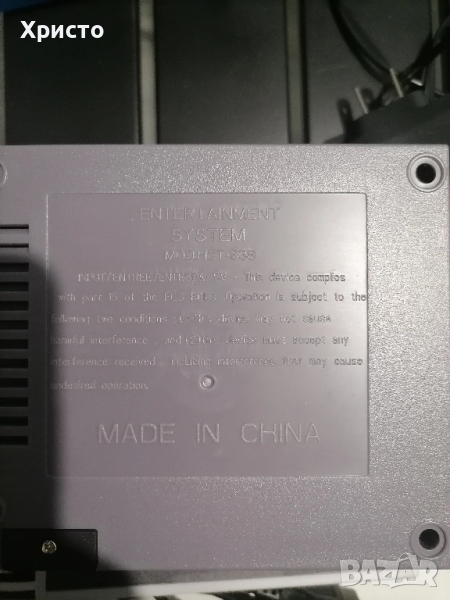 Христо
ENTERTAINMENT
SYSTEM
This device complies
with part 15 of the Operation is subject to the
following two conditions may not cause
harmful interference , and must accept any
interference received , including interference that may cause
undesired operation.
MADE IN CHINA
BAZAR